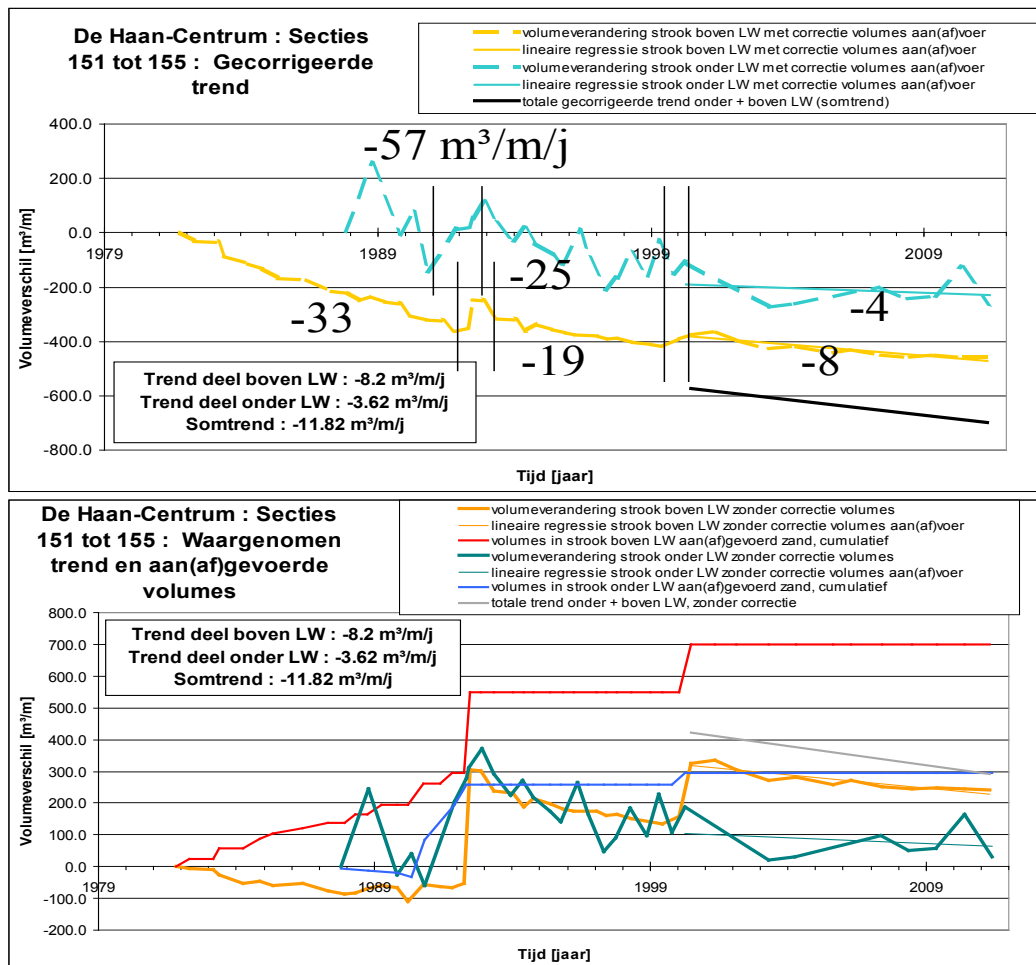 De Haan-Centrum : Secties
151 tot 155 : Gecorrigeerde
trend
volumeverandering strook boven LW met correctie volumes aan(af)voer
lineaire regressie strook boven LW met correctie volumes aan(af)voer
volumeverandering strook onder LW met correctie volumes aan(af)voer
lineaire regressie strook onder LW met correctie volumes aan(af)voer
totale gecorrigeerde trend onder + boven LW (somtrend)
Volumeverschil [m³/m]
400.0
200.0
0.0
-200.0
-400.0
-600.0
-800.0
1979
1989
1999
2009
-57 m³/m/j
-33
-25
-19
-4
-8
Trend deel boven LW : -8.2 m³/m/j
Trend deel onder LW : -3.62 m³/m/j
Somtrend : -11.82 m³/m/j
Tijd [jaar]
De Haan-Centrum : Secties
151 tot 155 : Waargenomen
trend en aan(af)gevoerde
volumes
volumeverandering strook boven LW zonder correctie volumes
lineaire regressie strook boven LW zonder correctie volumes aan(af)voer
volumes in strook boven LW aan(af)gevoerd zand, cumulatief
volumeverandering strook onder LW zonder correctie volumes
lineaire regressie strook onder LW zonder correctie volumes aan(af)voer
volumes in strook onder LW aan(af)gevoerd zand, cumulatief
totale trend onder + boven LW, zonder correctie
Volumeverschil [m³/m]
800.0
700.0
600.0
500.0
400.0
300.0
200.0
100.0
0.0
-100.0
-200.0
Trend deel boven LW : -8.2 m³/m/j
Trend deel onder LW : -3.62 m³/m/j
Somtrend : -11.82 m³/m/j
1979
1989
1999
2009
Tijd [jaar]